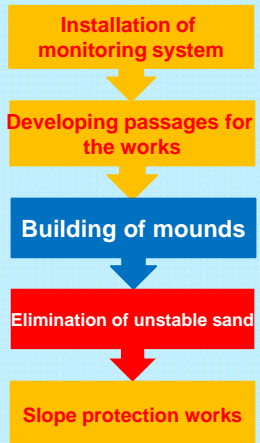 Installation of
monitoring system
Developing passages for
the works
Building of mounds
Elimination of unstable sand
Slope protection works